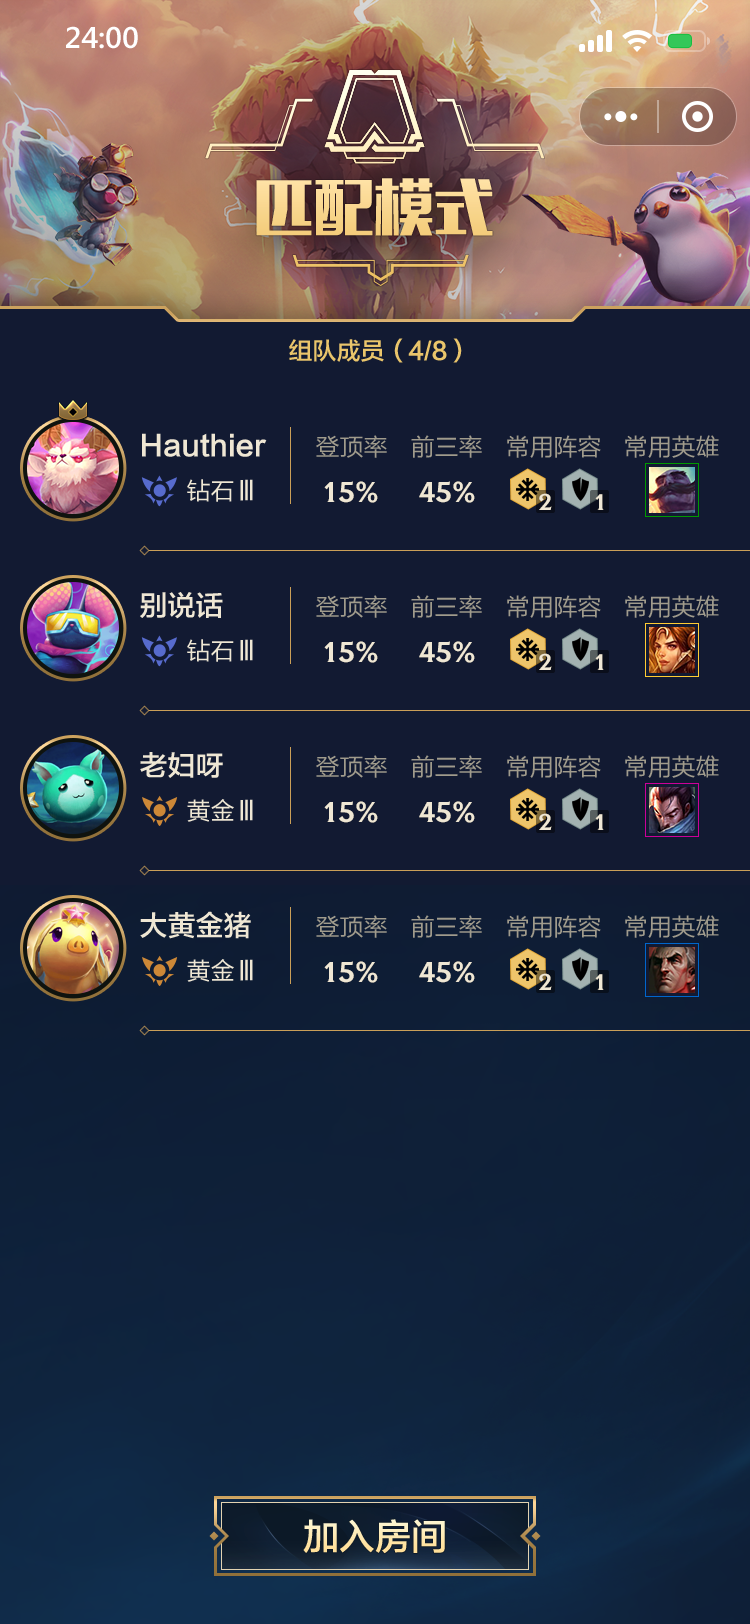 24:00
匹配模式
组队成员（4/8）
Hauthier
钻石Ⅲ
登顶率 前三率 常用阵容 常用英雄
15% 45% 2 1
别说话
钻石Ⅲ
登顶率 前三率 常用阵容 常用英雄
15% 45% 2 1
老妇呀
黄金Ⅲ
登顶率 前三率 常用阵容 常用英雄
15% 45% 2 1
大黄金猪
黄金Ⅲ
登顶率 前三率 常用阵容 常用英雄
15% 45% 2 1
加入房间